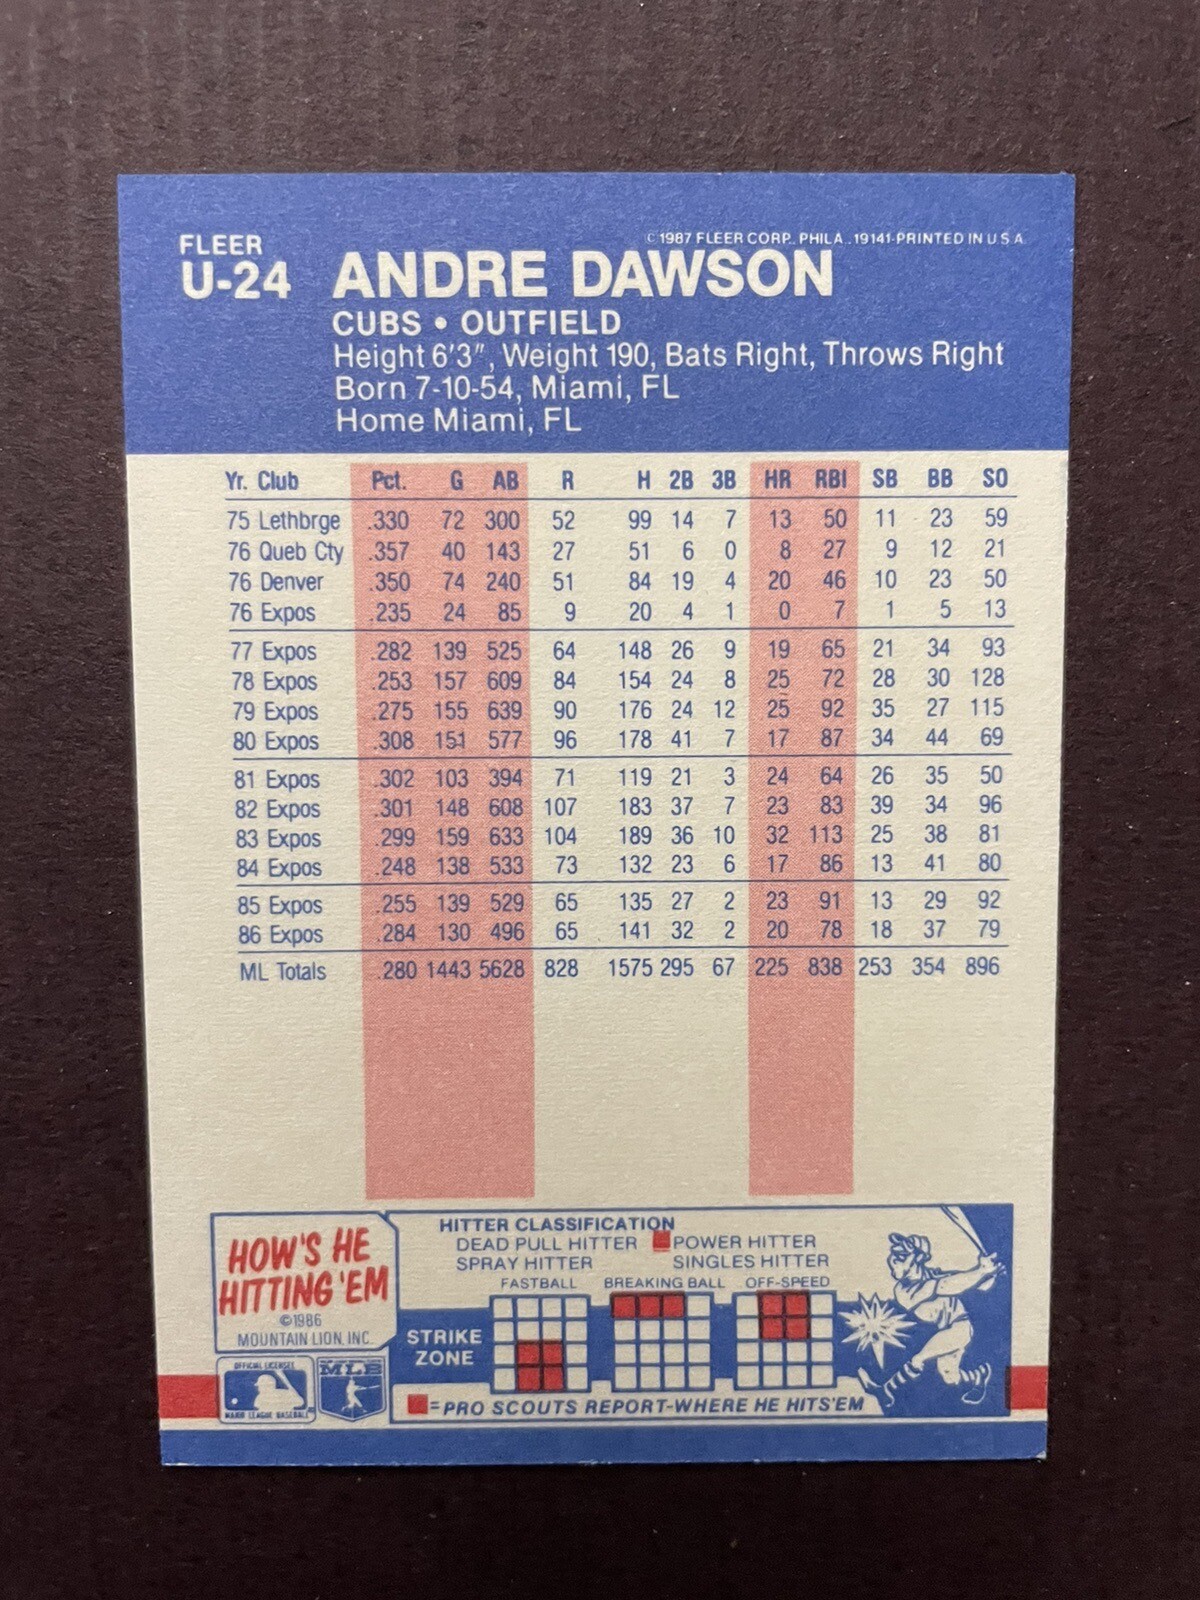 © 1987 FLEER CORP., PHILA., 19141-PRINTED IN U.S.A.
FLEER
U-24 ANDRE DAWSON
CUBS • OUTFIELD
Height 6'3", Weight 190, Bats Right, Throws Right
Born 7-10-54, Miami, FL
Home Miami, FL
Yr. Club Pct. G AB R H 2B 3B HR RBI SB BB SO
75 Lethbrge .330 72 300 52 99 14 7 13 50 11 23 59
76 Queb Cty .357 40 143 27 51 6 0 8 27 9 12 21
76 Denver .350 74 240 51 84 19 4 20 46 10 23 50
76 Expos .235 24 85 9 20 4 1 0 7 1 5 13
77 Expos .282 139 525 64 148 26 9 19 65 21 34 93
78 Expos .253 157 609 84 154 24 8 25 72 28 30 128
79 Expos .275 155 639 90 176 24 12 25 92 35 27 115
80 Expos .308 151 577 96 178 41 7 17 87 34 44 69
81 Expos .302 103 394 71 119 21 3 24 64 26 35 50
82 Expos .301 148 608 107 183 37 7 23 83 39 34 96
83 Expos .299 159 633 104 189 36 10 32 113 25 38 81
84 Expos .248 138 533 73 132 23 6 17 86 13 41 80
85 Expos .255 139 529 65 135 27 2 23 91 13 29 92
86 Expos .284 130 496 65 141 32 2 20 78 18 37 79
ML Totals .280 1443 5628 828 1575 295 67 225 838 253 354 896
HOW'S HE
HITTING 'EM
©1986
MOUNTAIN LION, INC.
HITTER CLASSIFICATION
DEAD PULL HITTER POWER HITTER
SPRAY HITTER SINGLES HITTER
FASTBALL BREAKING BALL OFF-SPEED
STRIKE
ZONE
=PRO SCOUTS REPORT-WHERE HE HITS'EM
OFFICIAL LICENSEE
MAJOR LEAGUE BASEBALL
MLB